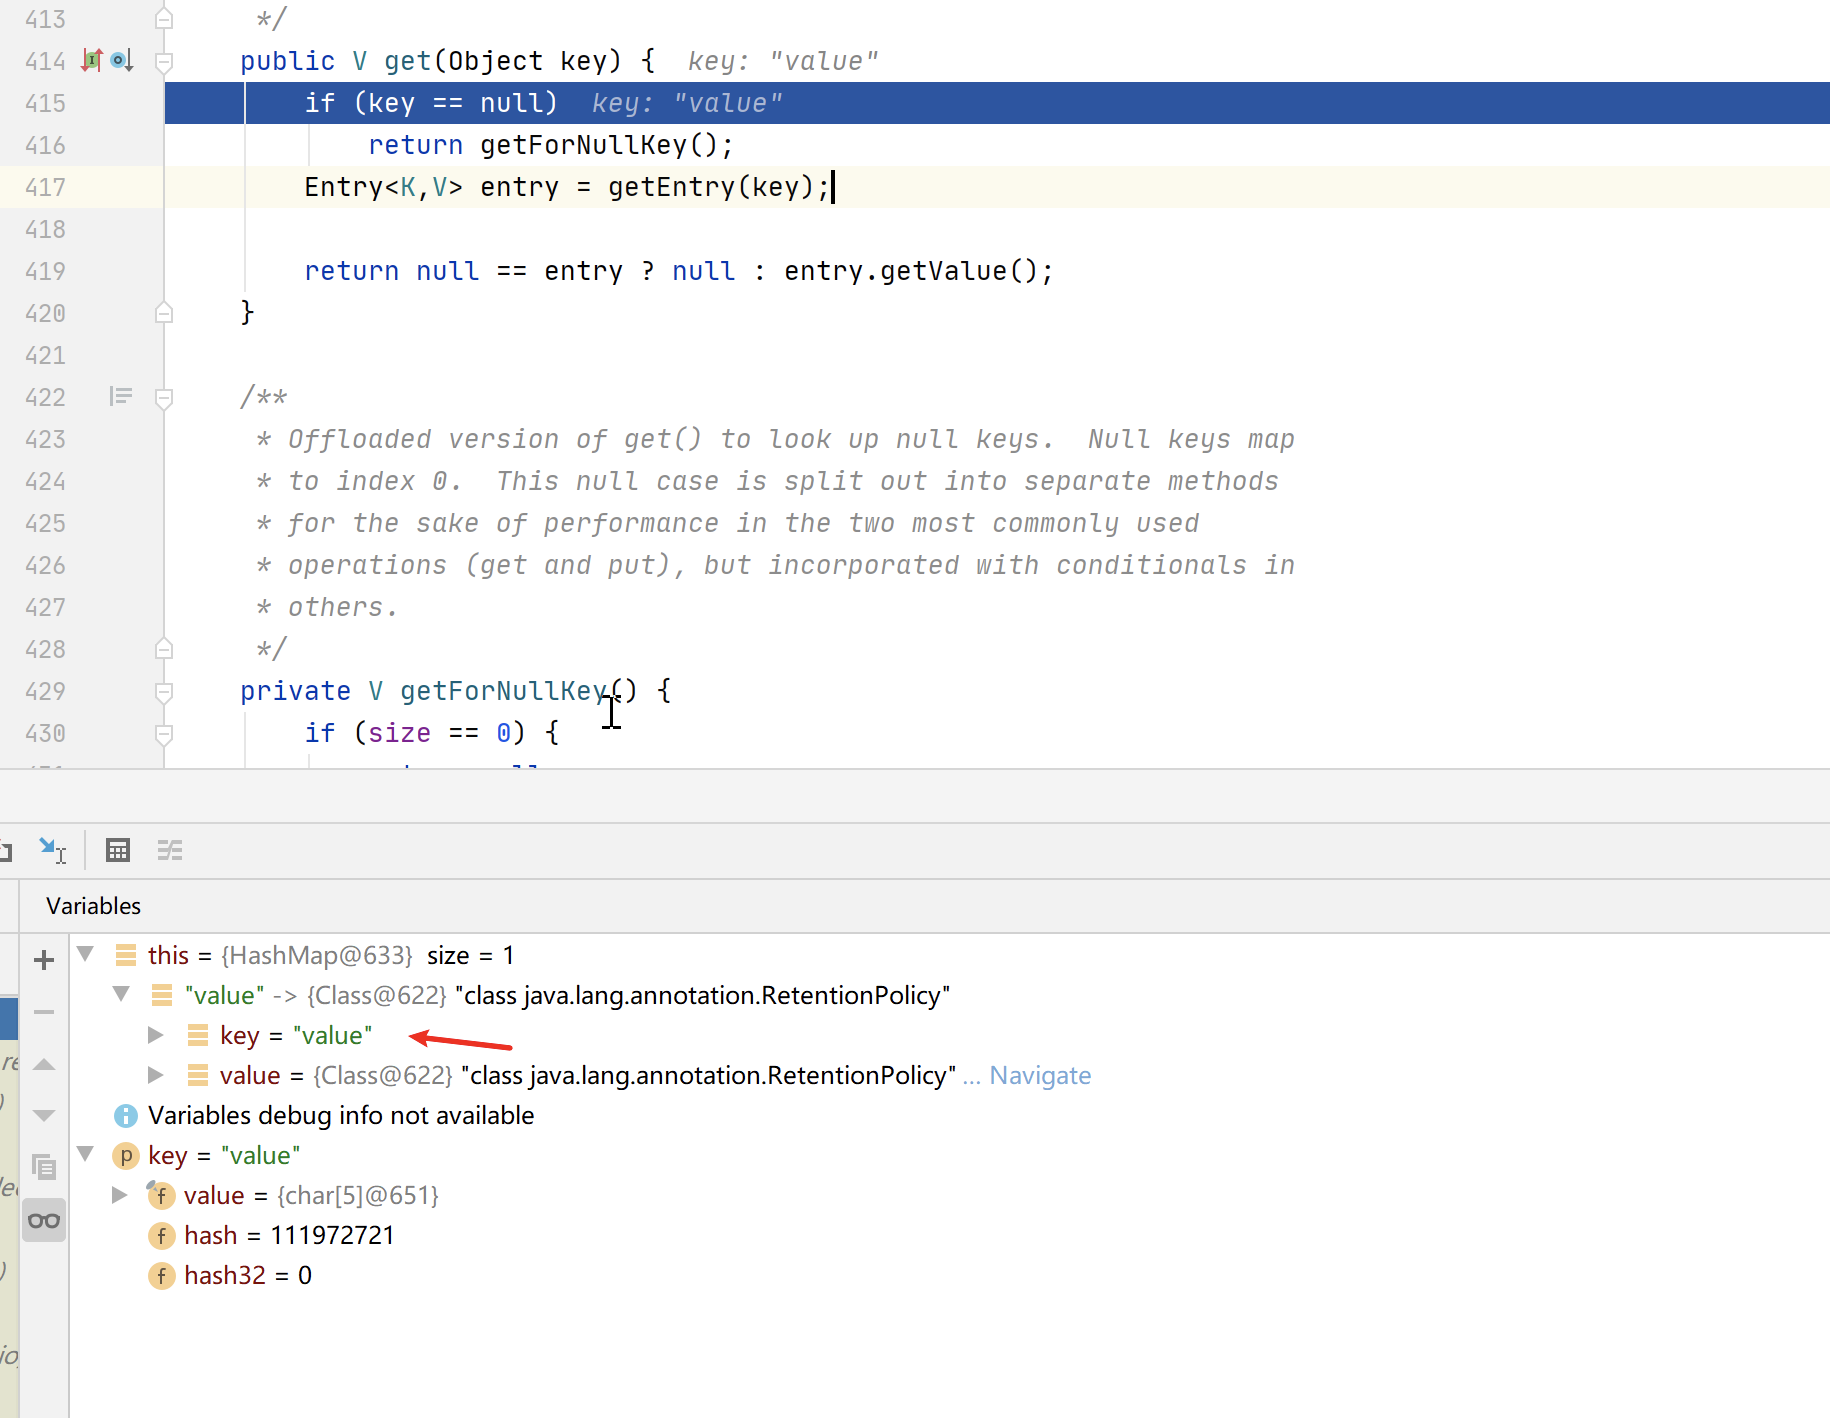 413 */
414 public V get(Object key) { key: "value"
415 if (key == null) key: "value"
416 return getForNullKey();
417 Entry<K,V> entry = getEntry(key);
418
419 return null == entry ? null : entry.getValue();
420 }
421
422 /**
423 * Offloaded version of get() to look up null keys. Null keys map
424 * to index 0. This null case is split out into separate methods
425 * for the sake of performance in the two most commonly used
426 * operations (get and put), but incorporated with conditionals in
427 * others.
428 */
429 private V getForNullKey() {
430 if (size == 0) {
Variables
this = {HashMap@633} size = 1
"value" -> {Class@622} "class java.lang.annotation.RetentionPolicy"
key = "value"
value = {Class@622} "class java.lang.annotation.RetentionPolicy" ... Navigate
Variables debug info not available
key = "value"
value = {char[5]@651}
hash = 111972721
hash32 = 0